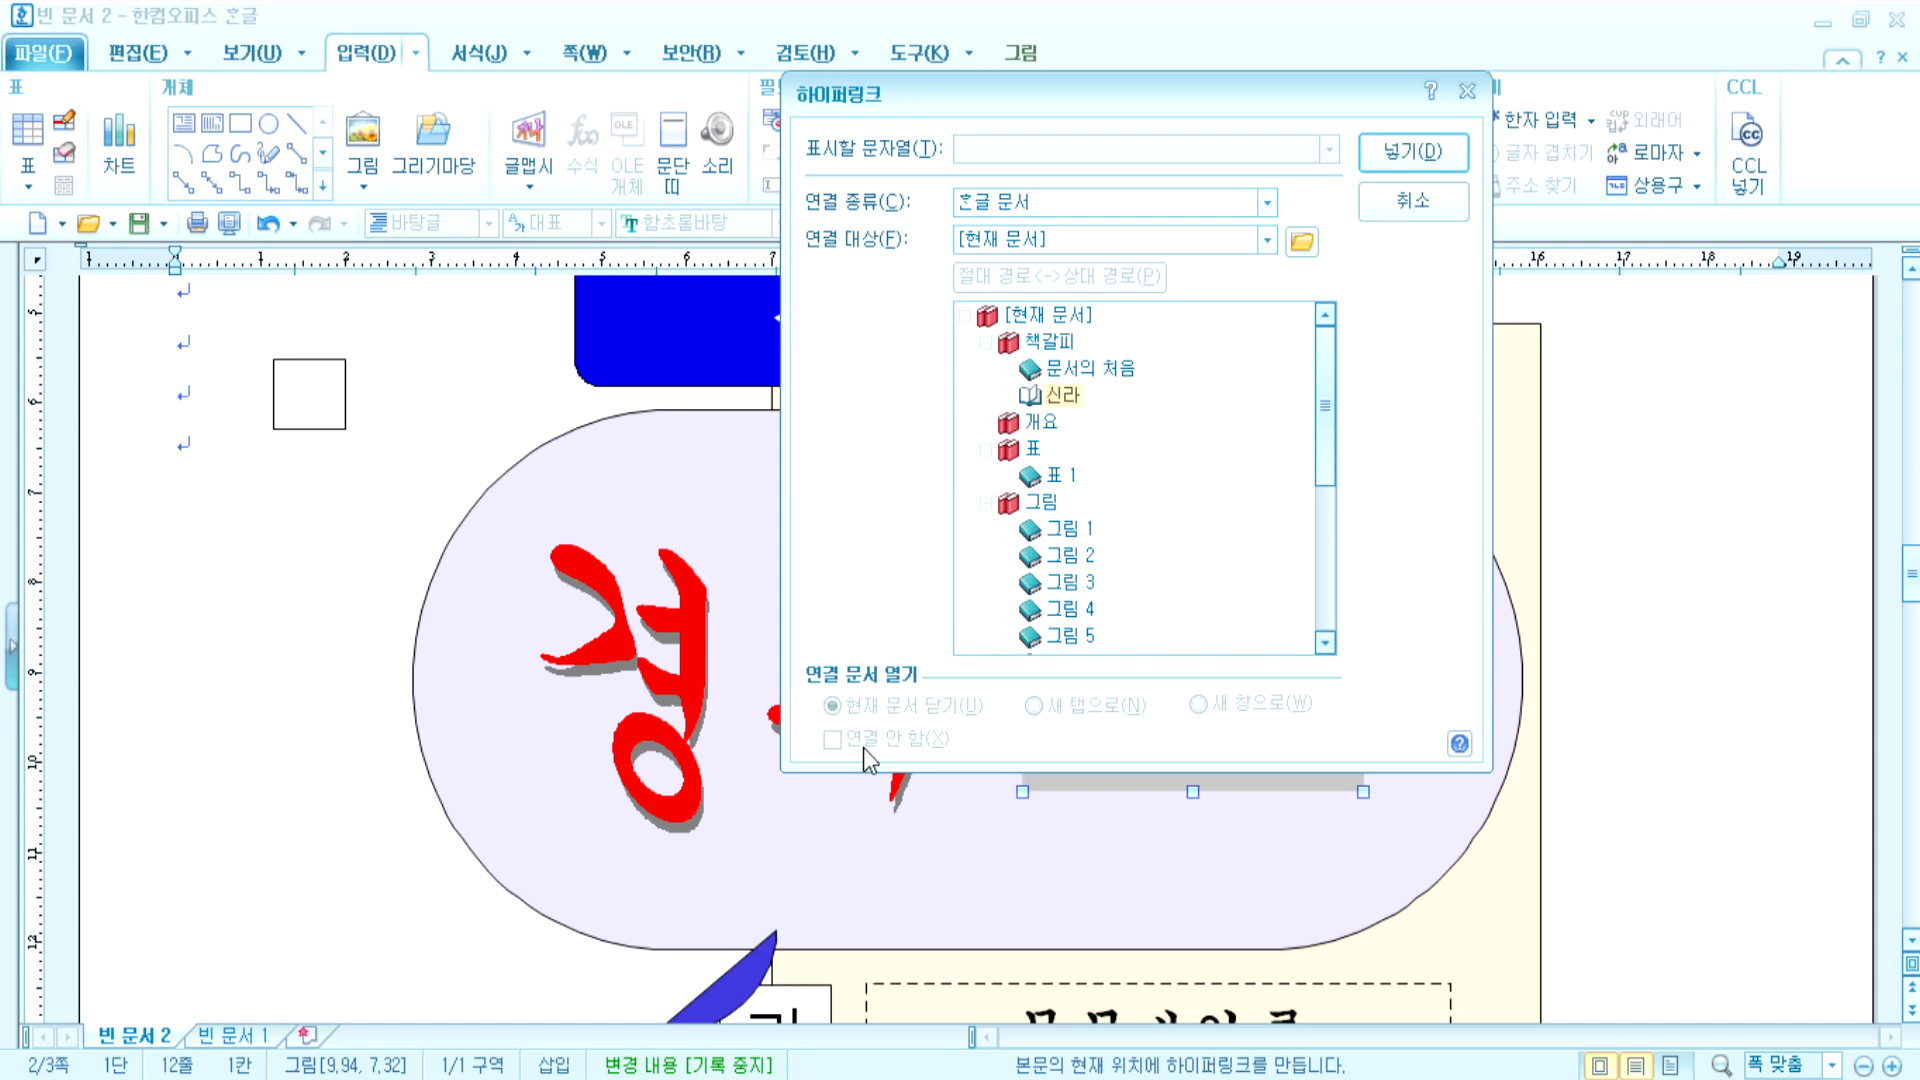 빈 문서 2 - 한컴오피스 흔글
파일(F) 편집(E) 보기(U) 입력(D) 서식(J) 쪽(W) 보안(R) 검토(H) 도구(K) 그림
표 개체 CCL
표 차트 그림 그리기마당 글맵시 수식 OLE 개체 문단 띠 소리
한자 입력 외래어
글자 겹치기 로마자
주소 찾기 상용구
CCL 넣기
바탕글 대표 함초롬바탕
하이퍼링크
표시할 문자열(T):
넣기(D)
연결 종류(C): 흔글 문서
취소
연결 대상(F): [현재 문서]
절대 경로<->상대 경로(P)
[현재 문서]
책갈피
문서의 처음
신라
개요
표
표 1
그림
그림 1
그림 2
그림 3
그림 4
그림 5
연결 문서 열기
현재 문서 닫기(U) 새 탭으로(N) 새 창으로(W)
연결 안 함(X)
빈 문서 2 빈 문서 1
2/3쪽 1단 12줄 1칸 그림[9,94, 7,32] 1/1 구역 삽입 변경 내용 [기록 중지] 본문의 현재 위치에 하이퍼링크를 만듭니다. 폭 맞춤